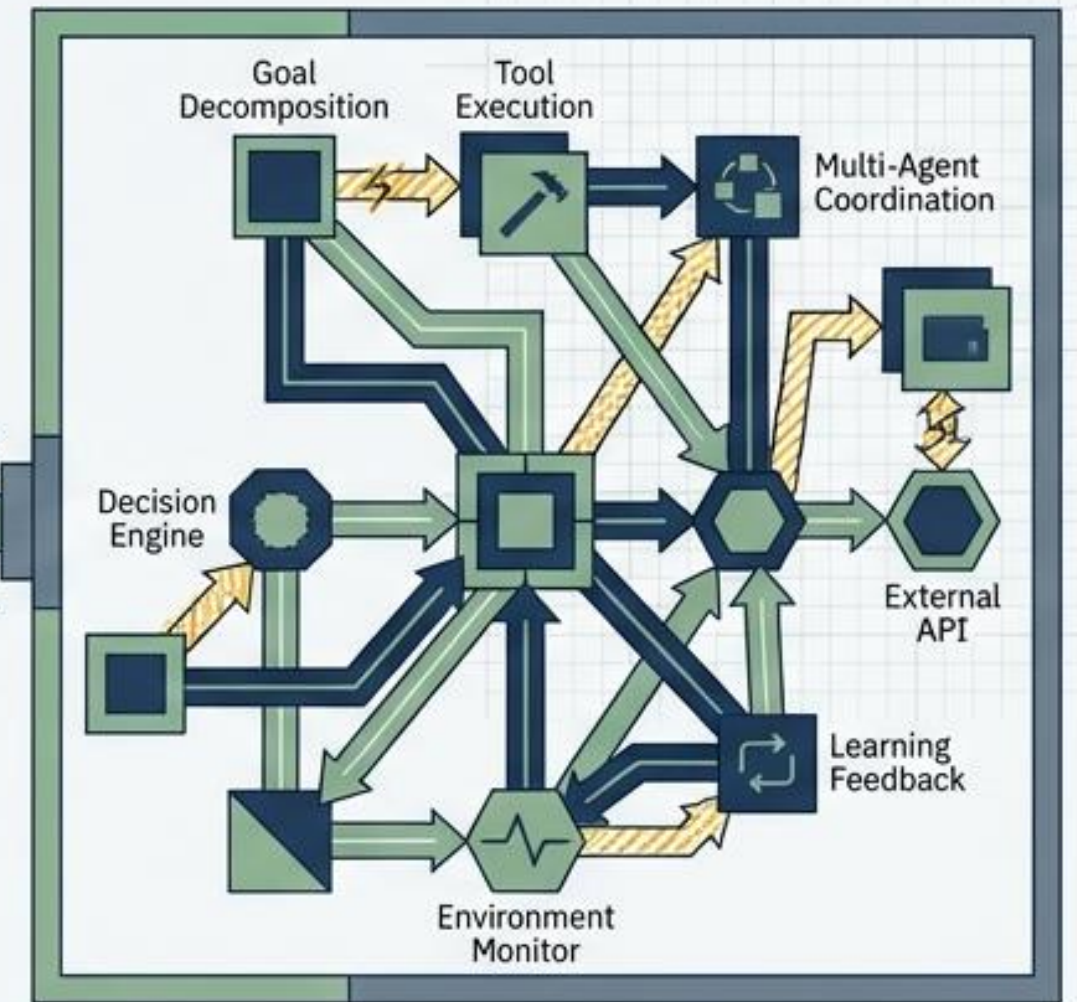 Goal
Decomposition
Tool
Execution
Multi-Agent
Coordination
Decision
Engine
External
API
Learning
Feedback
Environment
Monitor